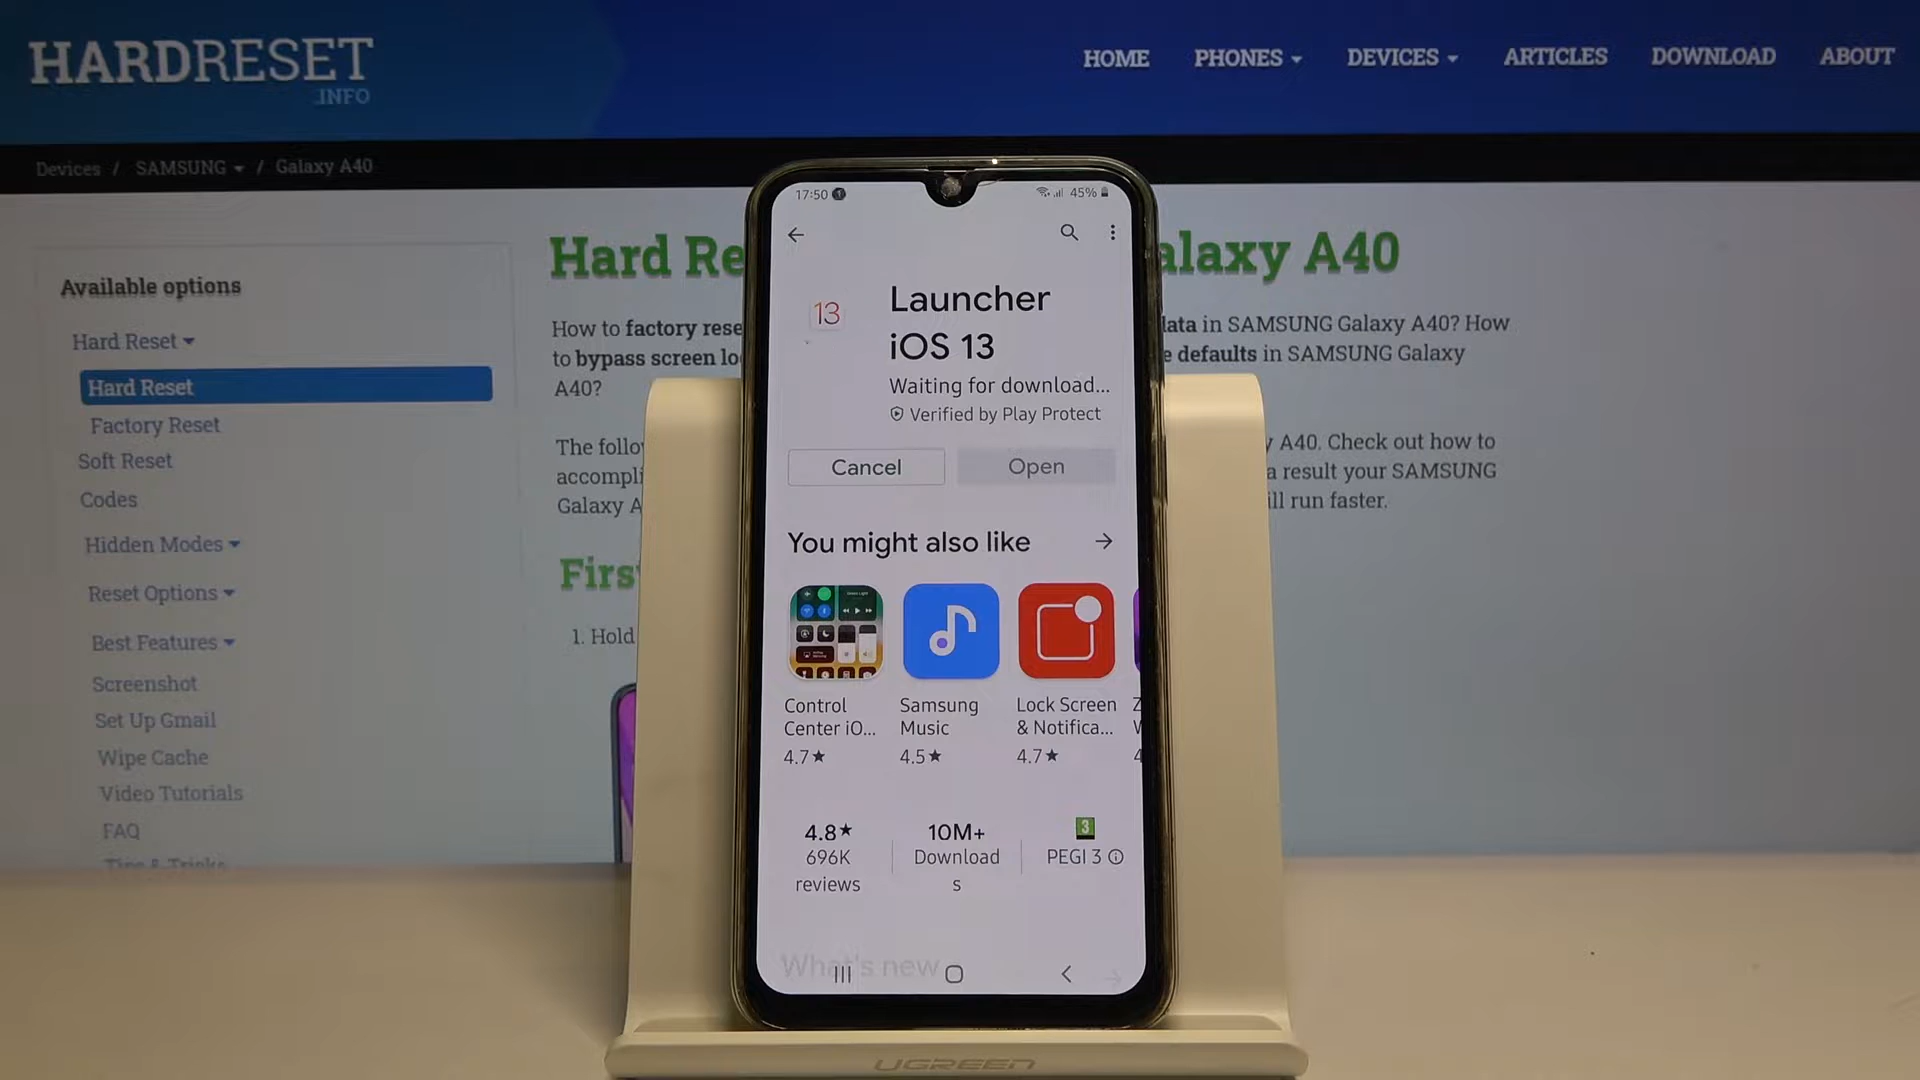 HARDRESET
.INFO
HOME PHONES DEVICES ARTICLES DOWNLOAD ABOUT
Devices / SAMSUNG / Galaxy A40
Available options
Hard Reset
Hard Reset
Factory Reset
Soft Reset
Codes
Hidden Modes
Reset Options
Best Features
Screenshot
Set Up Gmail
Wipe Cache
Video Tutorials
FAQ
Tips & Tricks
Hard Re
alaxy A40
How to factory rese
data in SAMSUNG Galaxy A40? How
to bypass screen lo
e defaults in SAMSUNG Galaxy
A40?
The follo
A40. Check out how to
accompli
a result your SAMSUNG
Galaxy A
ill run faster.
Firs
1. Hold
17:50 45%
13
Launcher
iOS 13
Waiting for download...
Verified by Play Protect
Cancel Open
You might also like
Control
Center iO...
4.7★
Samsung
Music
4.5★
Lock Screen
& Notifica...
4.7★
Z
4
4.8★
696K
reviews
10M+
Download
s
3
PEGI 3
What's new
UGREEN